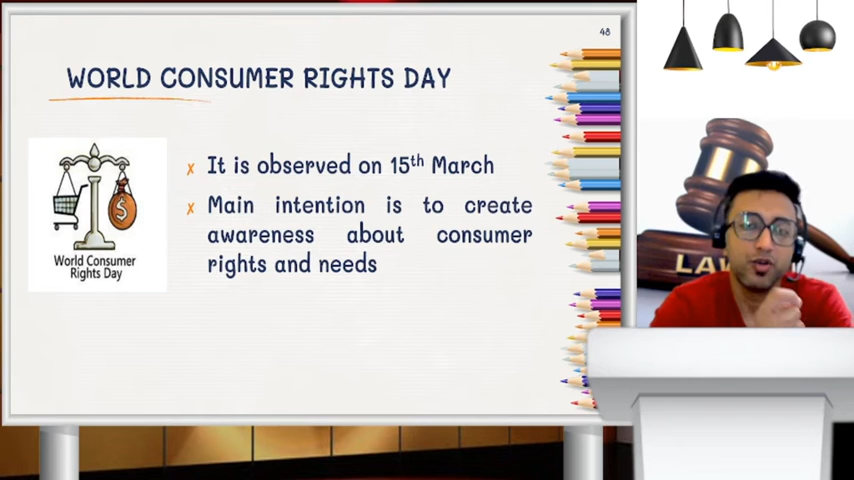 48
WORLD CONSUMER RIGHTS DAY
✗ It is observed on 15th March
✗ Main intention is to create
awareness about consumer
rights and needs
World Consumer
Rights Day
$
LAW